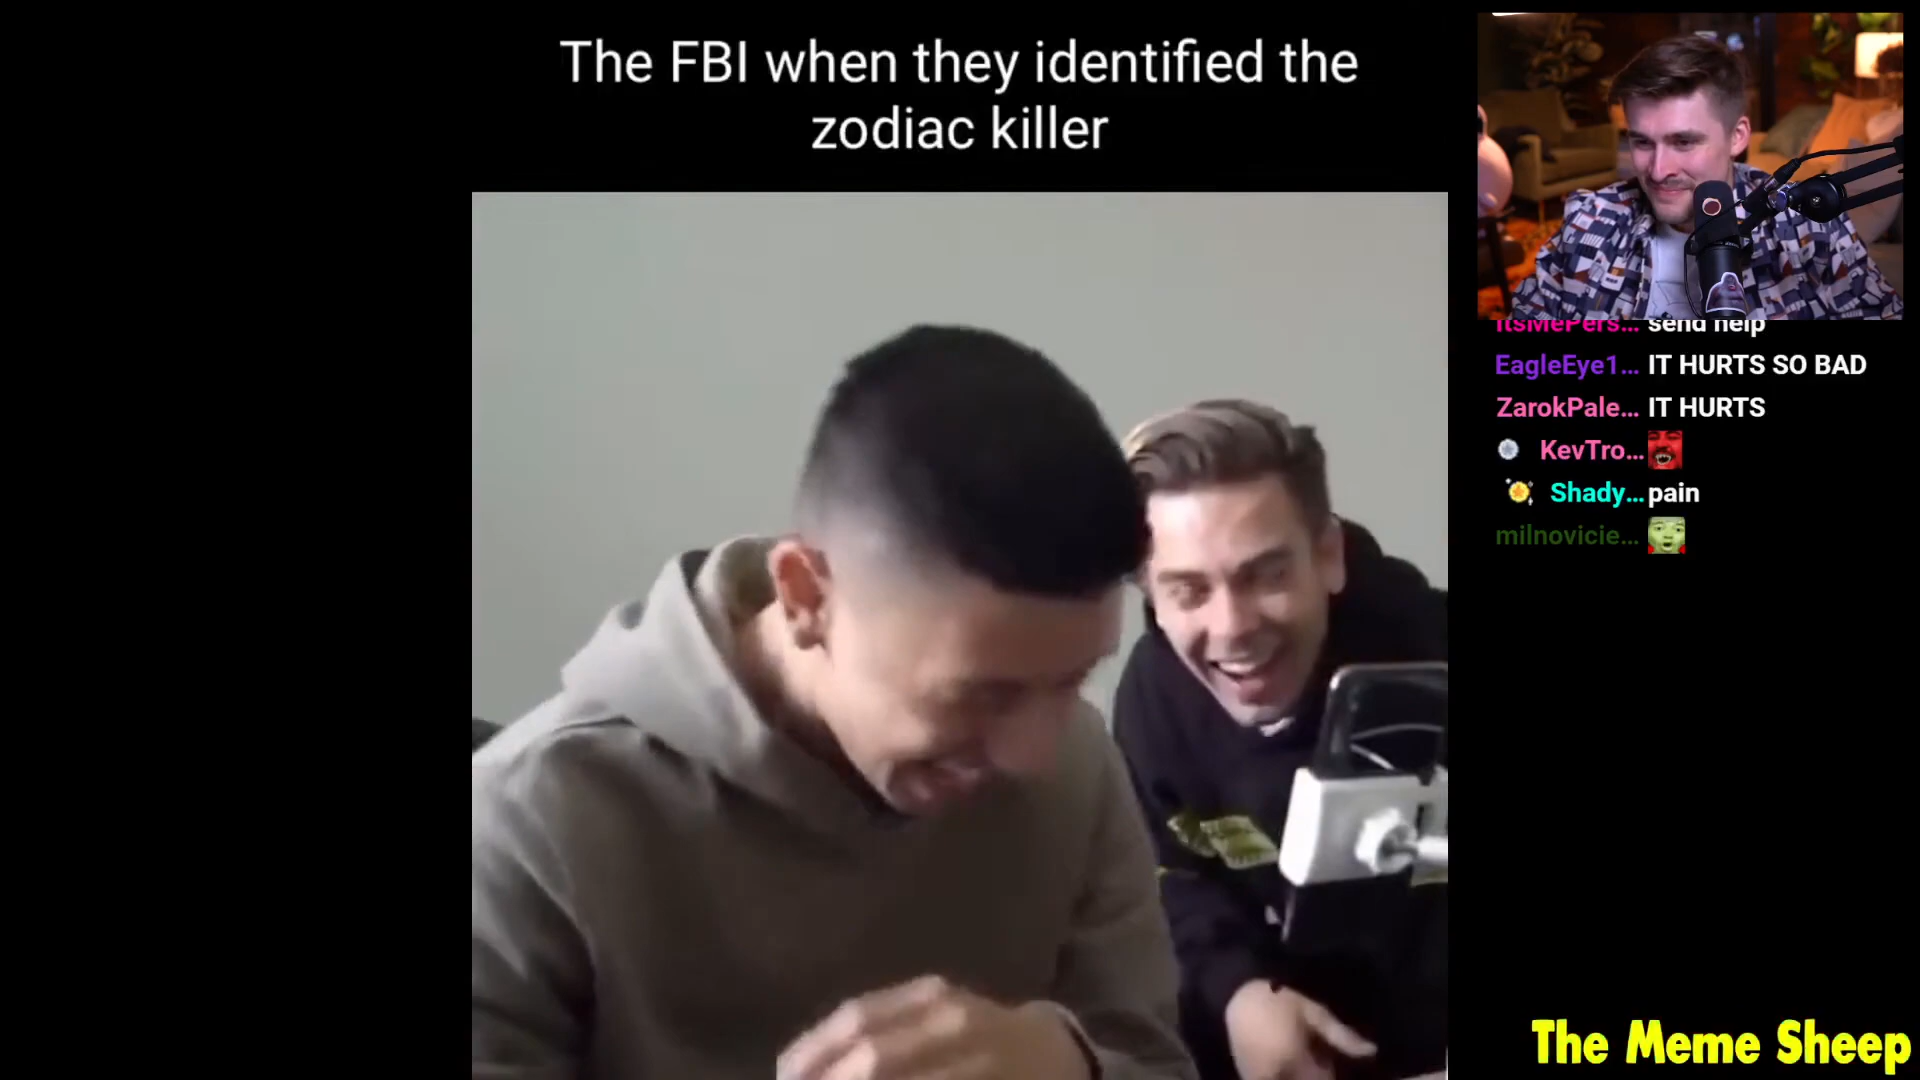 The FBI when they identified the
zodiac killer
ItsMePers... send help
EagleEye1... IT HURTS SO BAD
ZarokPale... IT HURTS
KevTro...
Shady... pain
milnovicie...
The Meme Sheep